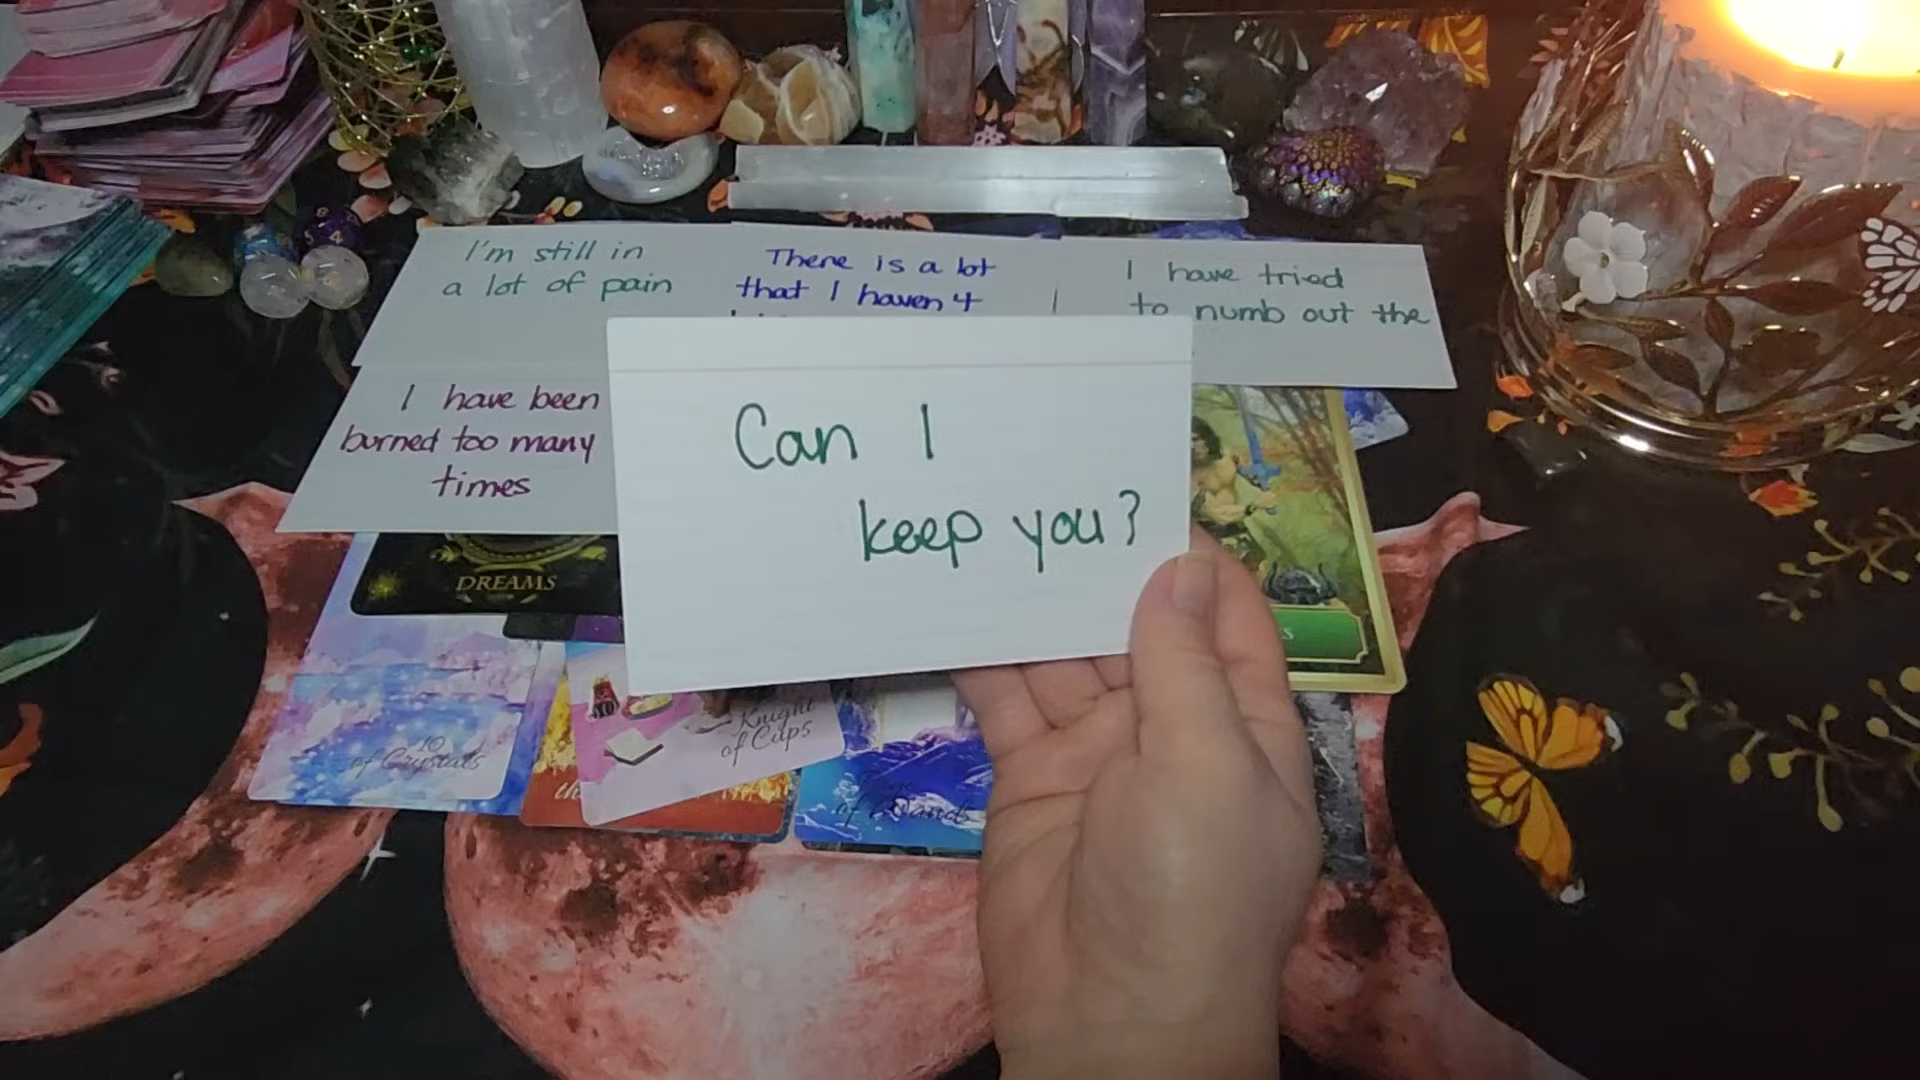 I'm still in
a lot of pain
There is a lot
that I haven't
I have tried
to numb out the
I have been
burned too many
times
Can I
keep you?
DREAMS
10
of Crystals
Knight
of Cups